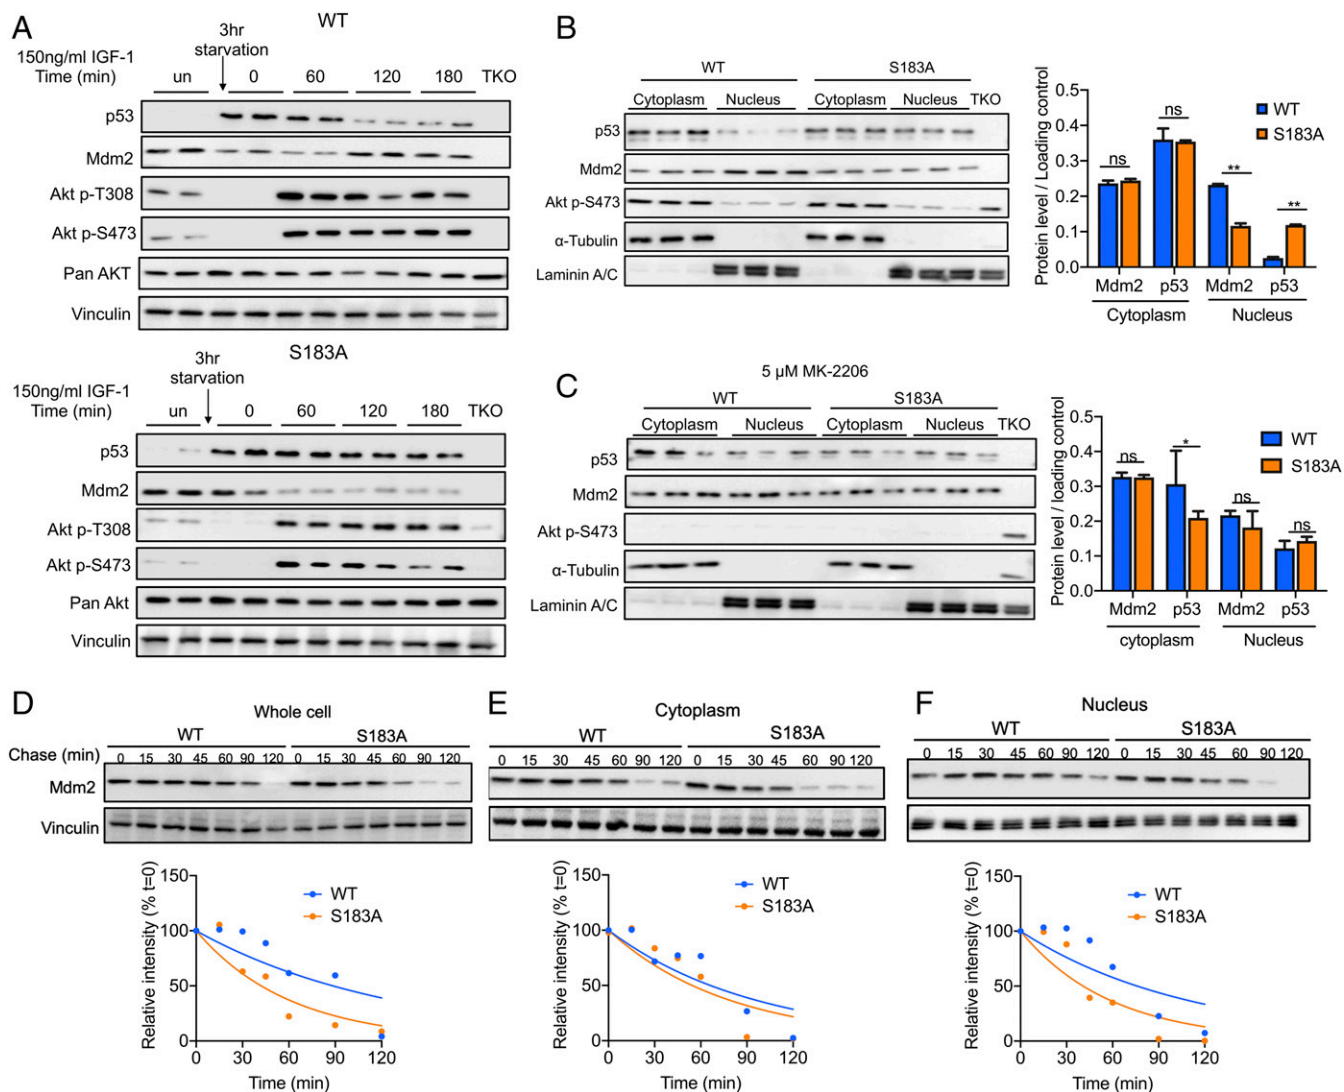 A
WT
3hr
starvation
150ng/ml IGF-1
Time (min)
un 0 60 120 180 TKO
p53
Mdm2
Akt p-T308
Akt p-S473
Pan AKT
Vinculin
S183A
3hr
starvation
150ng/ml IGF-1
Time (min)
un 0 60 120 180 TKO
p53
Mdm2
Akt p-T308
Akt p-S473
Pan Akt
Vinculin
B
WT S183A
Cytoplasm Nucleus Cytoplasm Nucleus TKO
p53
Mdm2
Akt p-S473
α-Tubulin
Laminin A/C
Protein level / Loading control
0.5
0.4
0.3
0.2
0.1
0.0
WT
S183A
ns
ns
**
**
Mdm2 p53 Mdm2 p53
Cytoplasm Nucleus
C
5 µM MK-2206
WT S183A
Cytoplasm Nucleus Cytoplasm Nucleus TKO
p53
Mdm2
Akt p-S473
α-Tubulin
Laminin A/C
Protein level / loading control
0.5
0.4
0.3
0.2
0.1
0.0
WT
S183A
ns
*
ns
ns
Mdm2 p53 Mdm2 p53
cytoplasm Nucleus
D
Whole cell
WT S183A
Chase (min) 0 15 30 45 60 90 120 0 15 30 45 60 90 120
Mdm2
Vinculin
Relative intensity (% t=0)
150
100
50
0
WT
S183A
0 30 60 90 120
Time (min)
E
Cytoplasm
WT S183A
0 15 30 45 60 90 120 0 15 30 45 60 90 120
Relative intensity (% t=0)
150
100
50
0
WT
S183A
0 30 60 90 120
Time (min)
F
Nucleus
WT S183A
0 15 30 45 60 90 120 0 15 30 45 60 90 120
Relative intensity (% t=0)
150
100
50
0
WT
S183A
0 30 60 90 120
Time (min)